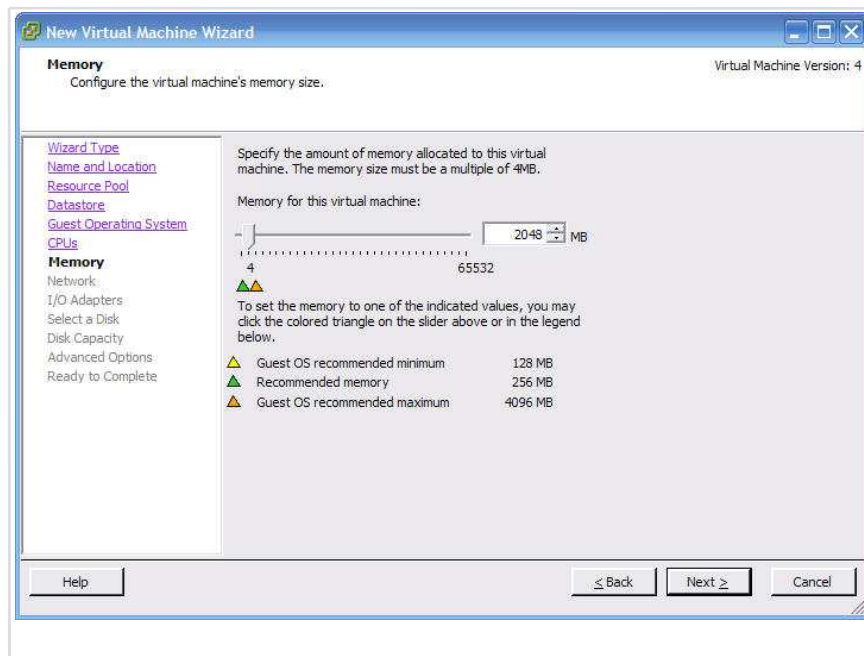 New Virtual Machine Wizard
Memory
Configure the virtual machine's memory size.
Virtual Machine Version: 4
Wizard Type
Name and Location
Resource Pool
Datastore
Guest Operating System
CPUs
Memory
Network
I/O Adapters
Select a Disk
Disk Capacity
Advanced Options
Ready to Complete
Specify the amount of memory allocated to this virtual
machine. The memory size must be a multiple of 4MB.
Memory for this virtual machine:
2048 MB
4 65532
To set the memory to one of the indicated values, you may
click the colored triangle on the slider above or in the legend
below.
Guest OS recommended minimum 128 MB
Recommended memory 256 MB
Guest OS recommended maximum 4096 MB
Help
< Back
Next >
Cancel